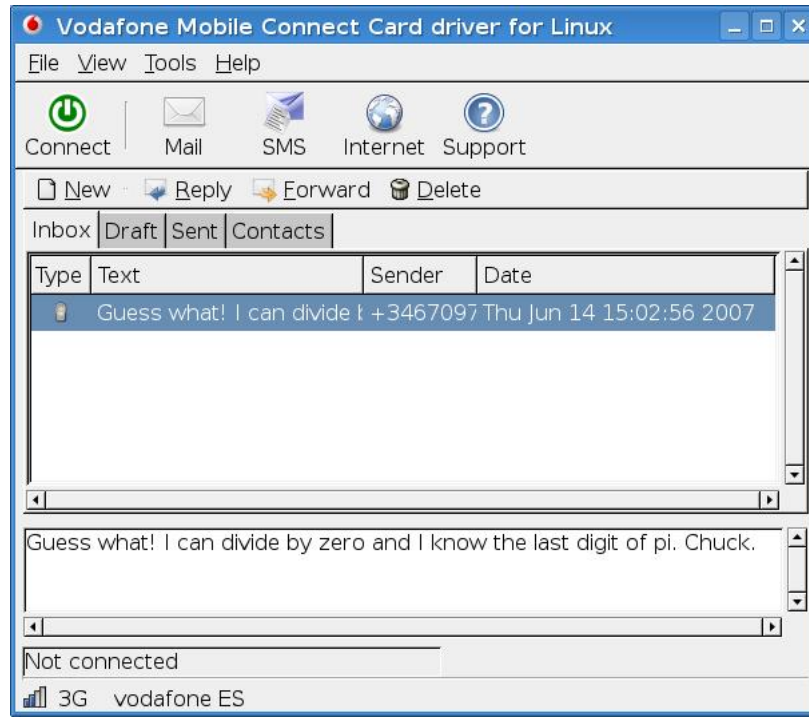 Vodafone Mobile Connect Card driver for Linux
File View Tools Help
Connect Mail SMS Internet Support
New Reply Forward Delete
Inbox Draft Sent Contacts
Type Text Sender Date
Guess what! I can divide b +3467097 Thu Jun 14 15:02:56 2007
Guess what! I can divide by zero and I know the last digit of pi. Chuck.
Not connected
3G vodafone ES